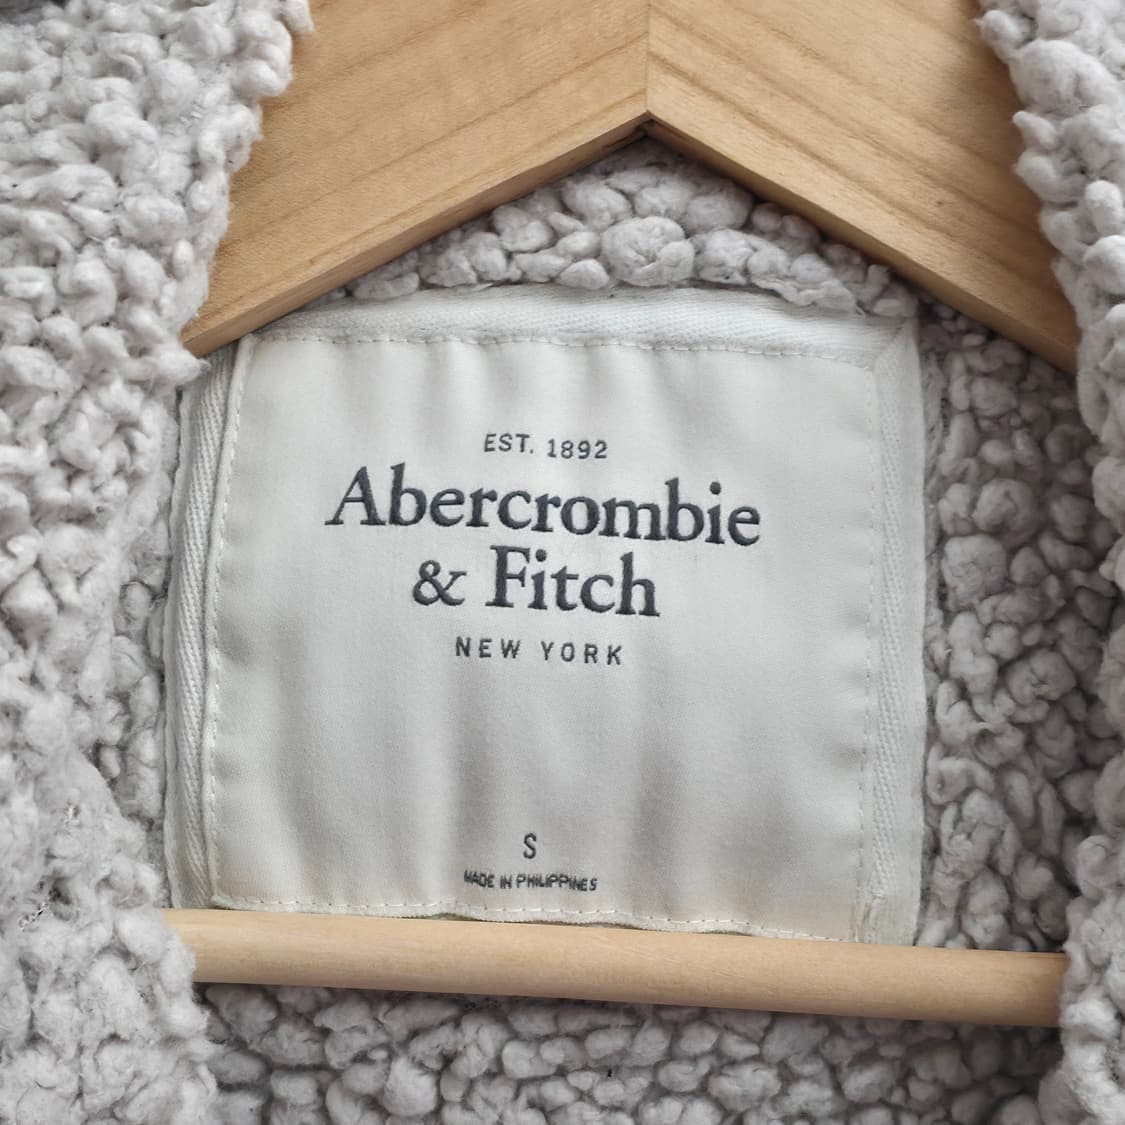 EST. 1892
Abercrombie
& Fitch
NEW YORK
S
MADE IN PHILIPPINES